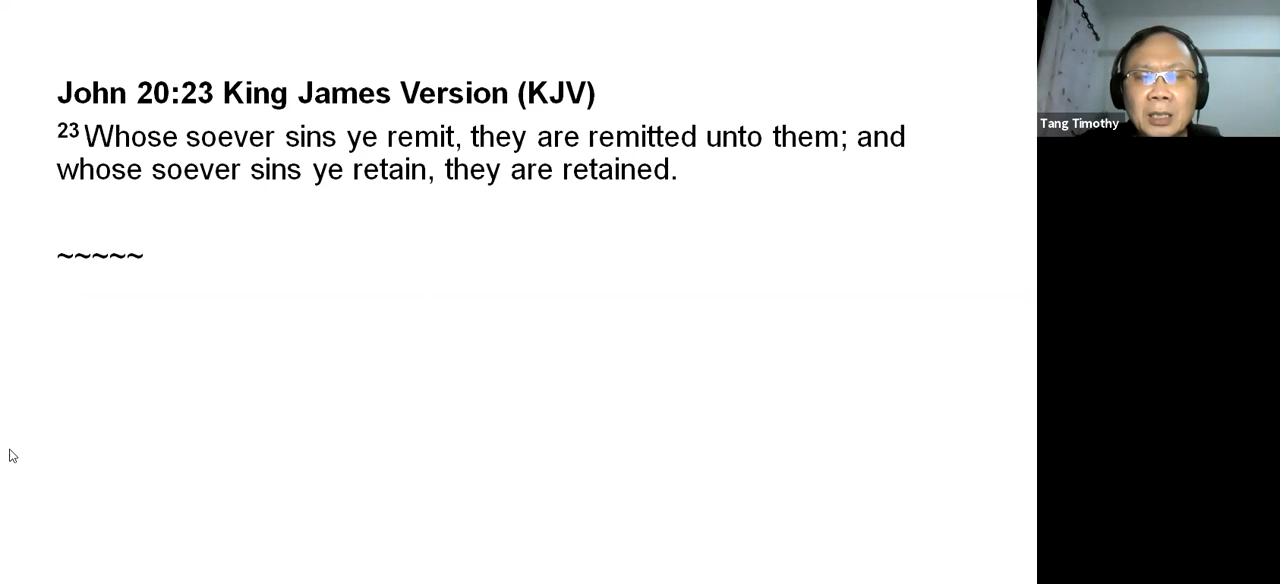 John 20:23 King James Version (KJV)
23 Whose soever sins ye remit, they are remitted unto them; and
whose soever sins ye retain, they are retained.
~~~~~
Tang Timothy